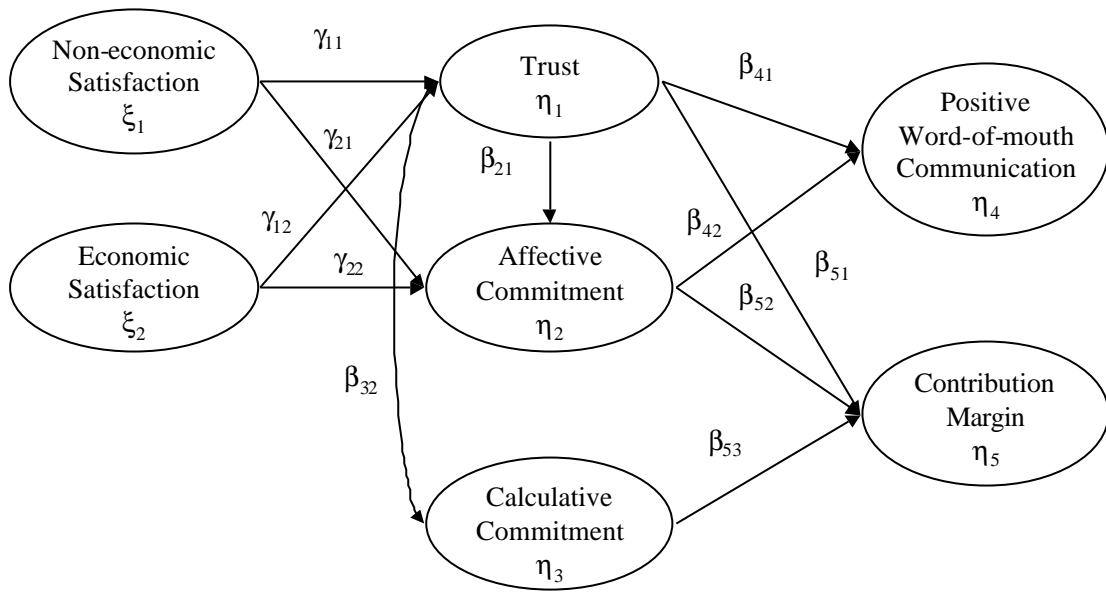 Non-economic
Satisfaction
ξ1
γ11
Trust
η1
β41
Positive
Word-of-mouth
Communication
η4
γ21
β21
γ12
β42
Economic
Satisfaction
ξ2
γ22
Affective
Commitment
η2
β51
β52
β32
Contribution
Margin
η5
β53
Calculative
Commitment
η3